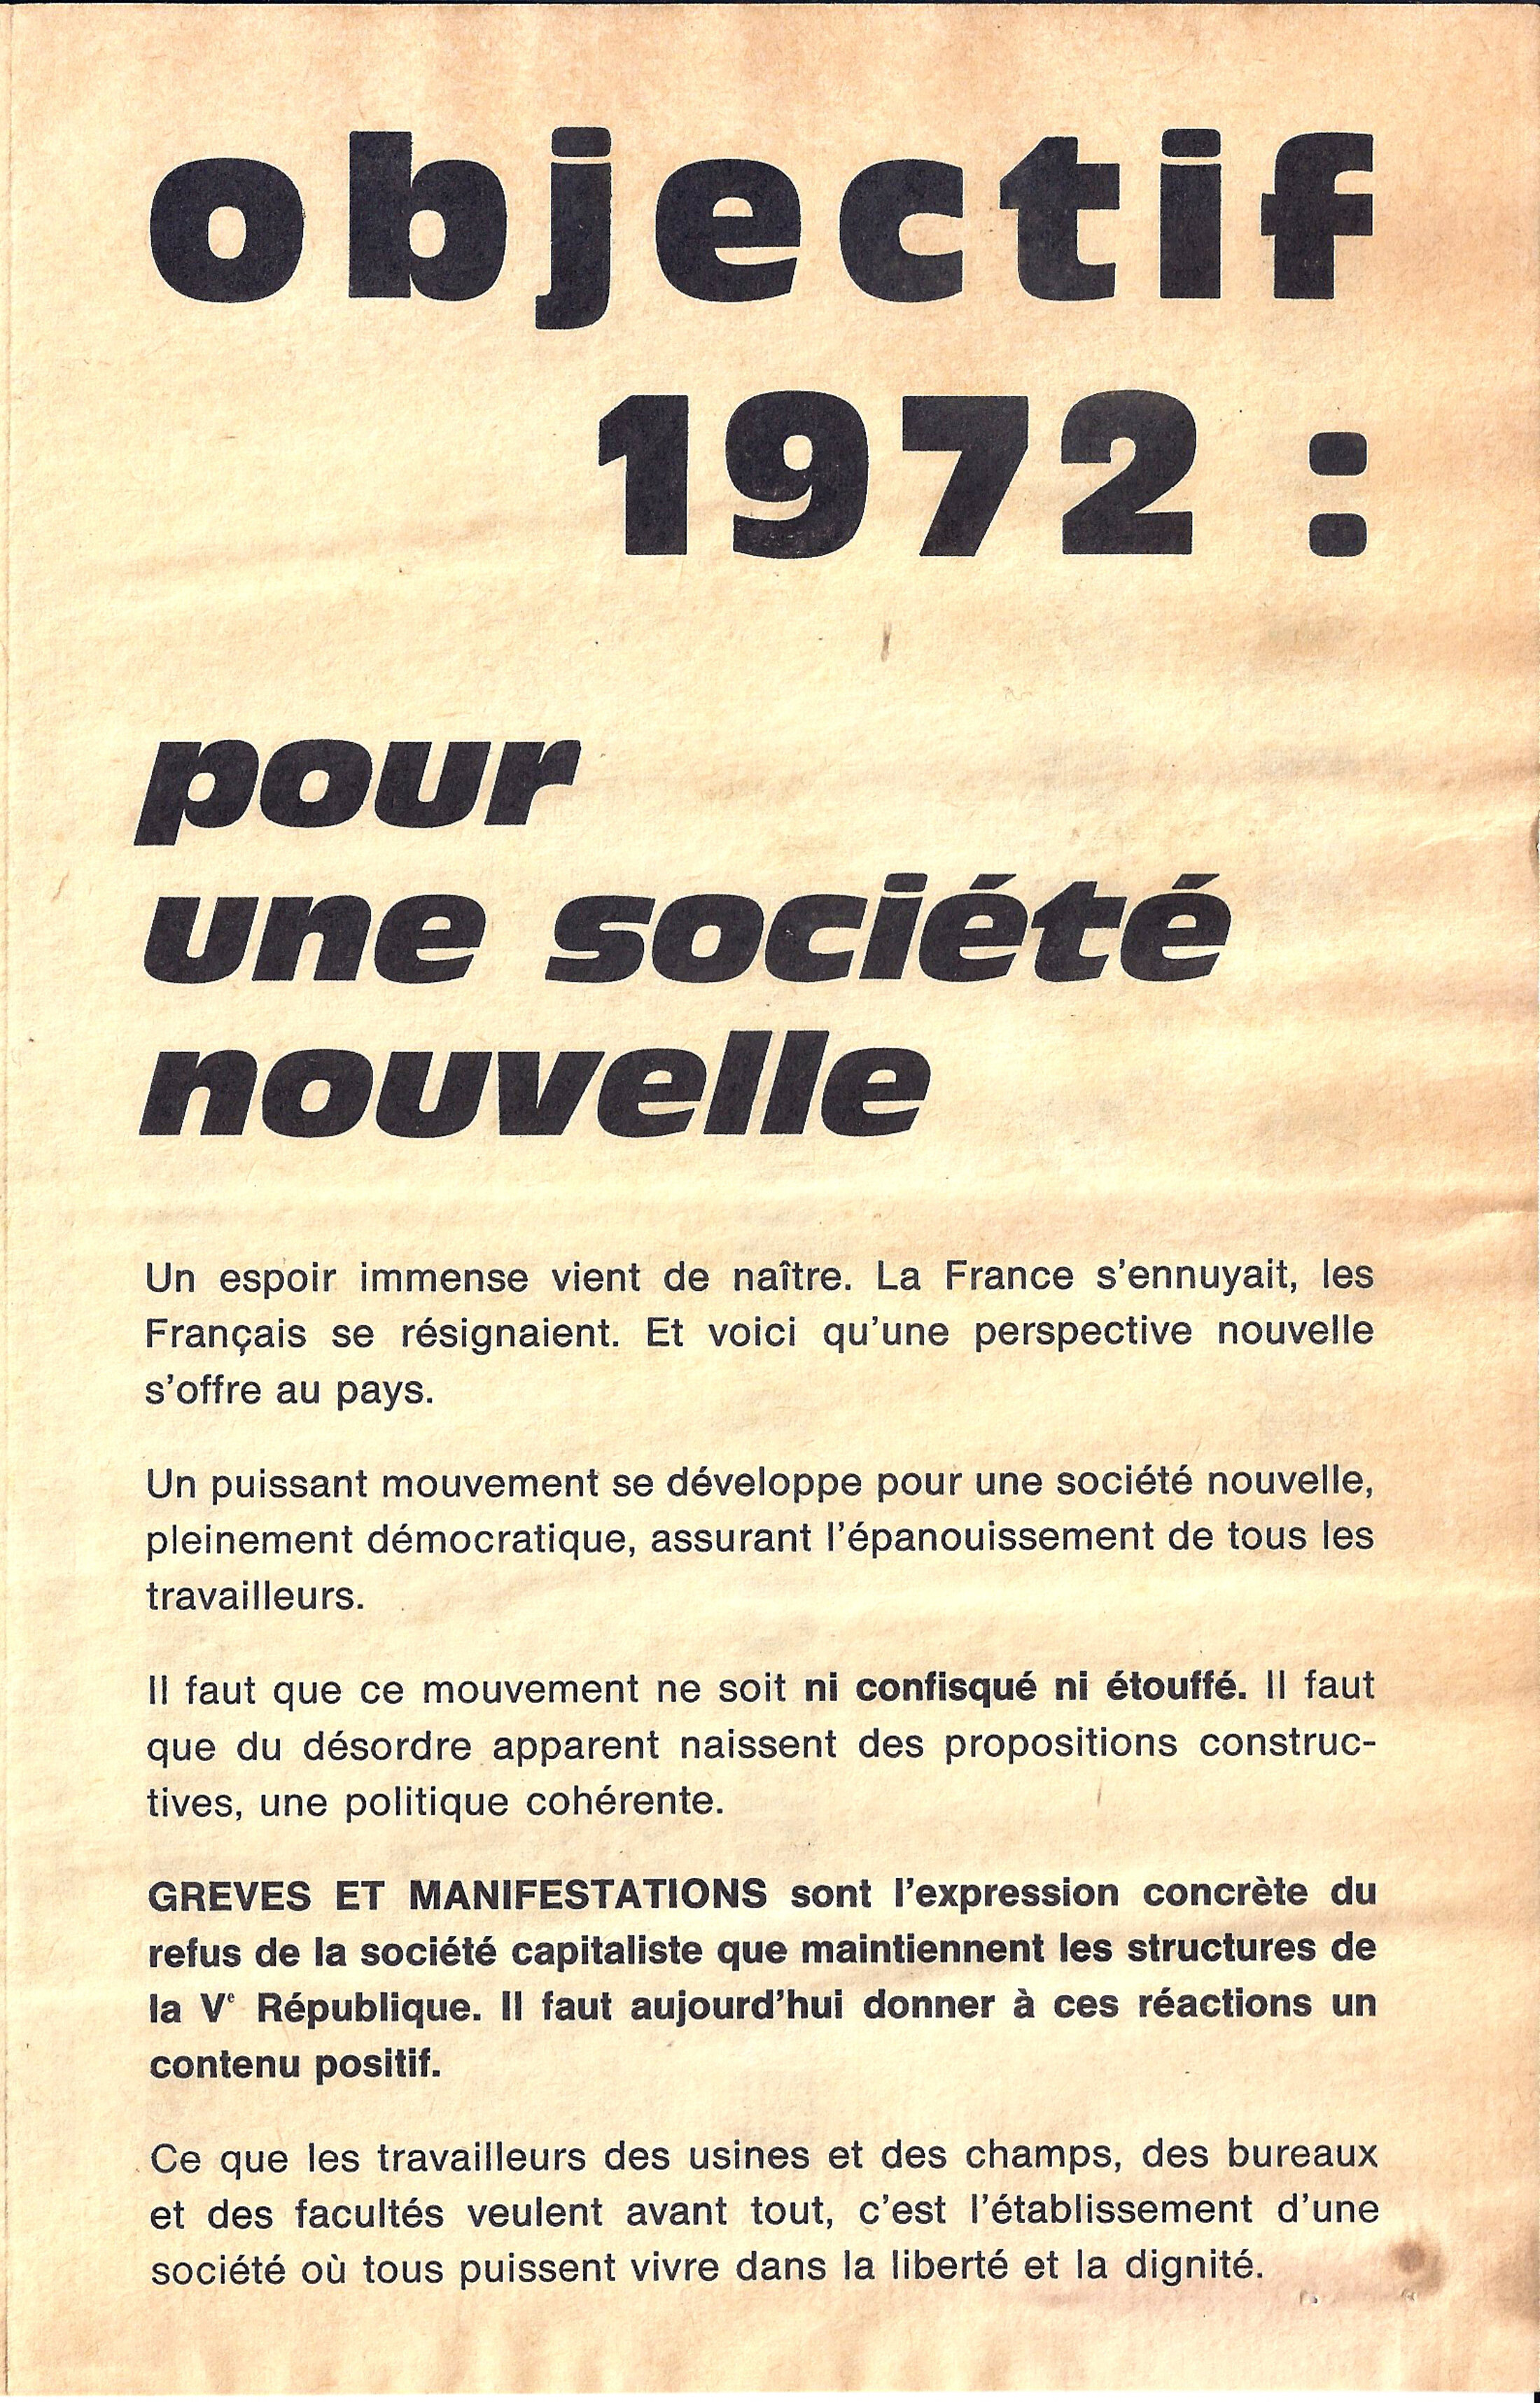 objectif
1972 :
pour
une société
nouvelle
Un espoir immense vient de naître. La France s'ennuyait, les
Français se résignaient. Et voici qu'une perspective nouvelle
s'offre au pays.
Un puissant mouvement se développe pour une société nouvelle,
pleinement démocratique, assurant l'épanouissement de tous les
travailleurs.
Il faut que ce mouvement ne soit ni confisqué ni étouffé. Il faut
que du désordre apparent naissent des propositions construc-
tives, une politique cohérente.
GREVES ET MANIFESTATIONS sont l'expression concrète du
refus de la société capitaliste que maintiennent les structures de
la Ve République. Il faut aujourd'hui donner à ces réactions un
contenu positif.
Ce que les travailleurs des usines et des champs, des bureaux
et des facultés veulent avant tout, c'est l'établissement d'une
société où tous puissent vivre dans la liberté et la dignité.